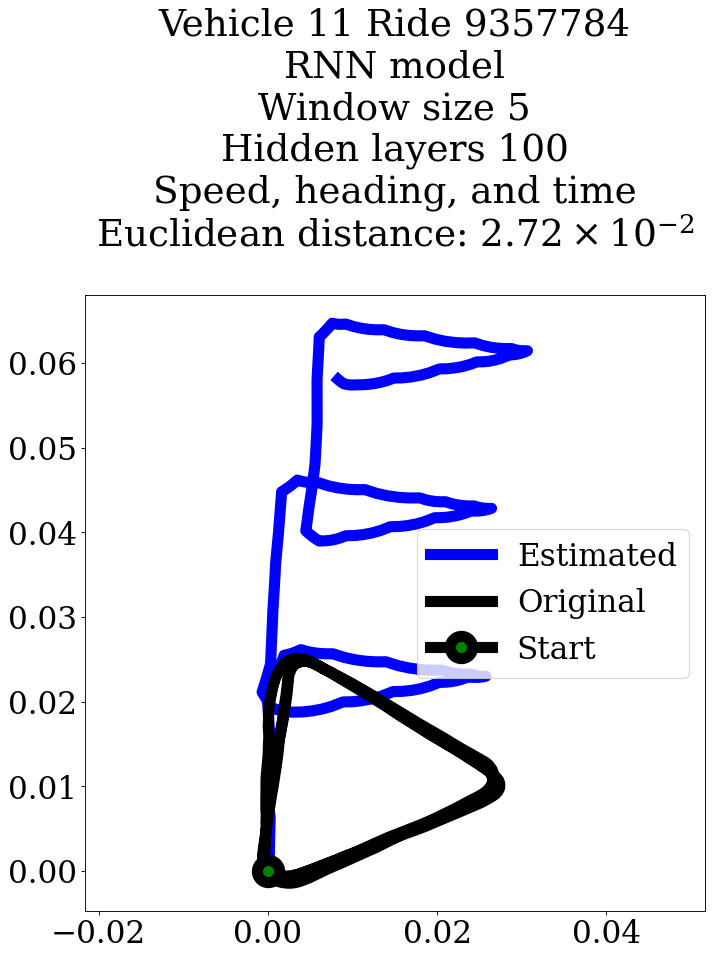 Vehicle 11 Ride 9357784
RNN model
Window size 5
Hidden layers 100
Speed, heading, and time
Euclidean distance: 2.72 × 10⁻²
0.06
0.05
0.04
0.03
0.02
0.01
0.00
Estimated
Original
Start
−0.02
0.00
0.02
0.04